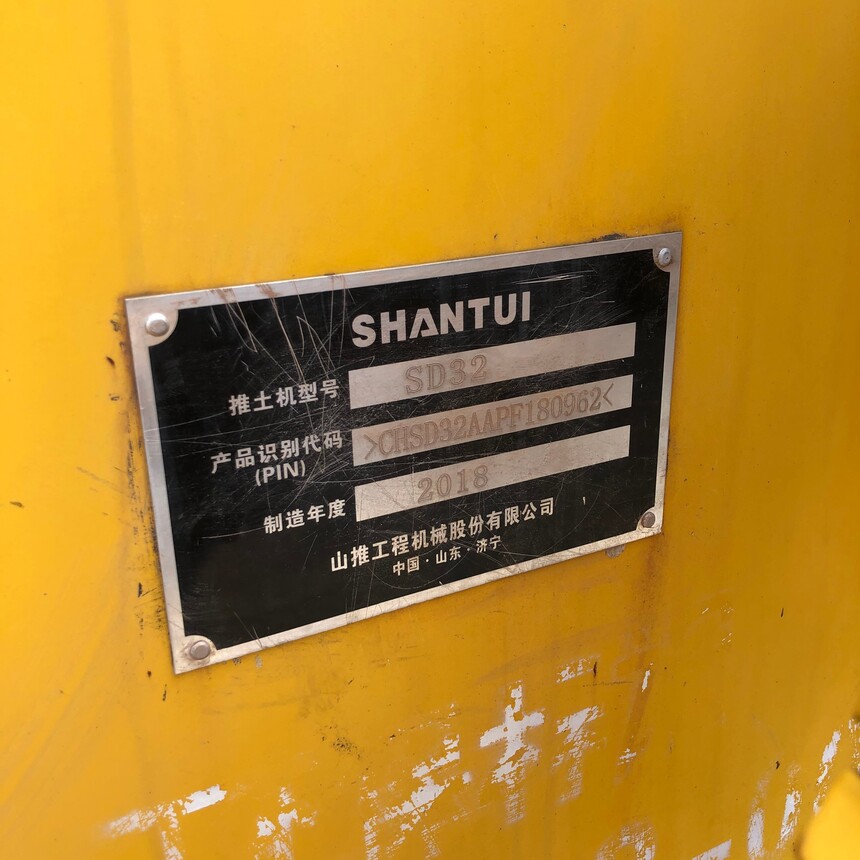 SHANTUI
推土机型号 SD32
产品识别代码 >CHSD32AAPF180962<
(PIN)
制造年度 2018
山推工程机械股份有限公司
中国·山东·济宁